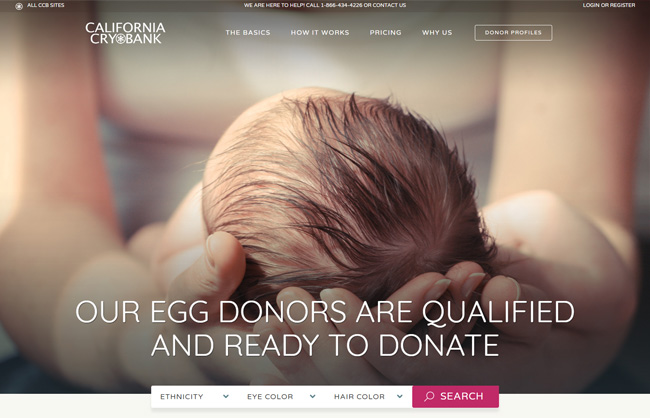 ALL CCB SITES
WE ARE HERE TO HELP! CALL 1-866-434-4226 OR CONTACT US
LOGIN OR REGISTER
CALIFORNIA
CRYOBANK
THE BASICS
HOW IT WORKS
PRICING
WHY US
DONOR PROFILES
OUR EGG DONORS ARE QUALIFIED
AND READY TO DONATE
ETHNICITY
EYE COLOR
HAIR COLOR
SEARCH